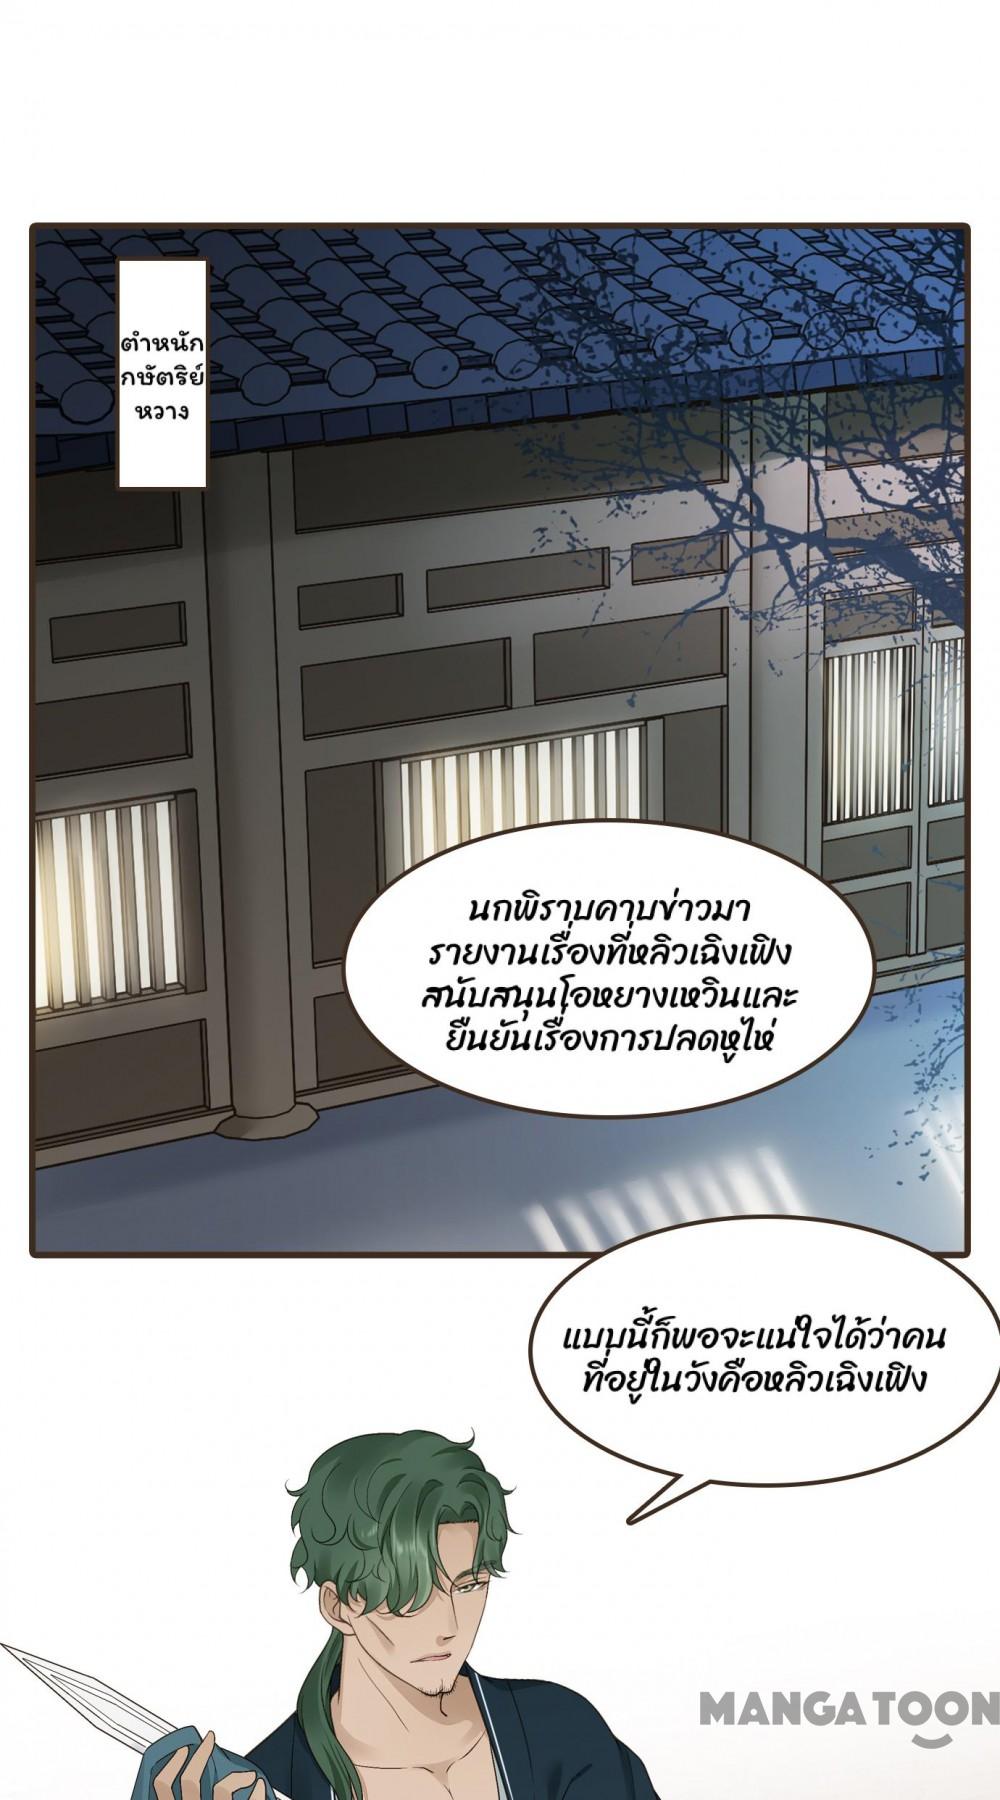 ตำหนัก
กษัตริย์
หวาง
นกพิราบคาบข่าวมา
รายงานเรื่องที่หลิวเฉิงเฟิง
สนับสนุนโอหยางเหวินและ
ยืนยันเรื่องการปลดหูไห่
แบบนี้ก็พอจะแน่ใจได้ว่าคน
ที่อยู่ในวังคือหลิวเฉิงเฟิง
MANGATOON